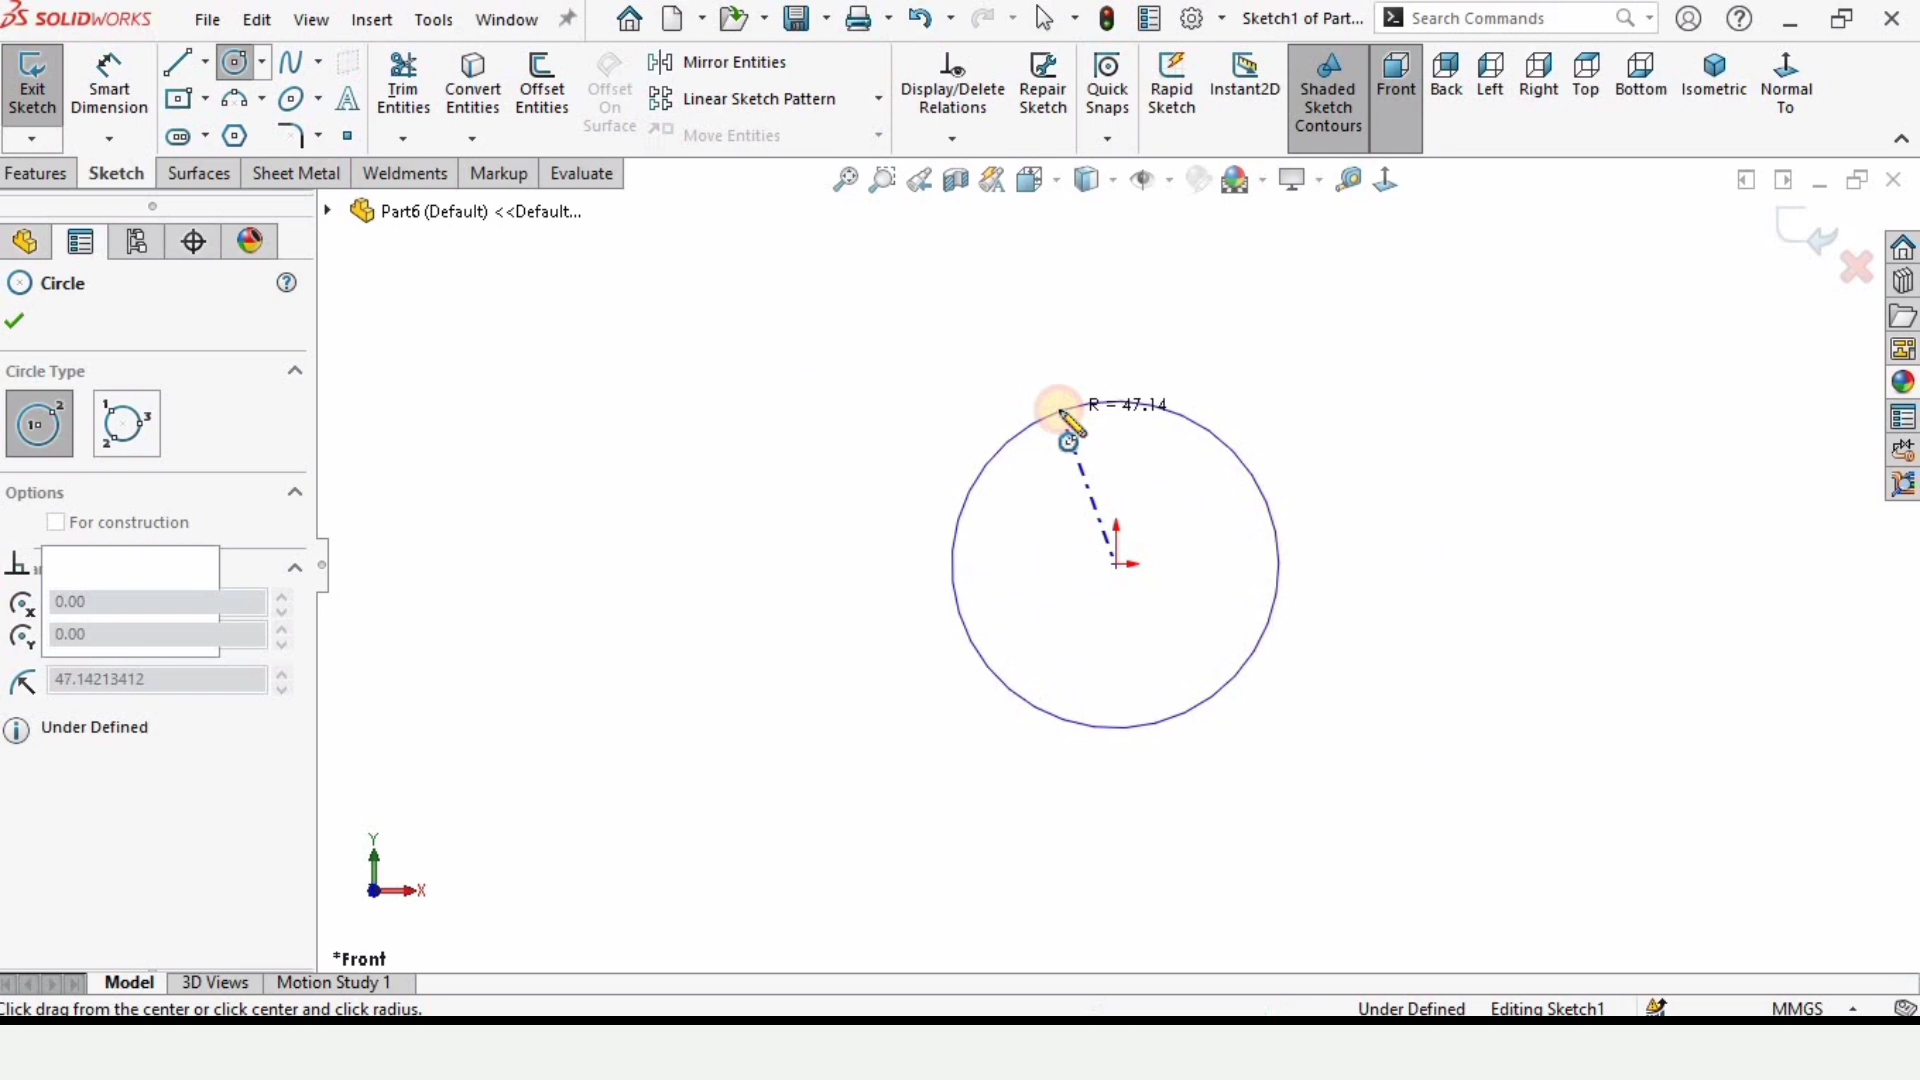 SOLIDWORKS File Edit View Insert Tools Window Sketch1 of Part... Search Commands
Exit Sketch
Smart Dimension
Trim Entities
Convert Entities
Offset Entities
Offset On Surface
Mirror Entities
Linear Sketch Pattern
Move Entities
Display/Delete Relations
Repair Sketch
Quick Snaps
Rapid Sketch
Instant2D
Shaded Sketch Contours
Front
Back
Left
Right
Top
Bottom
Isometric
Normal To
Features Sketch Surfaces Sheet Metal Weldments Markup Evaluate
Part6 (Default) <<Default...
Circle
Circle Type
Options
For construction
0.00
0.00
47.14213412
Under Defined
R = 47.14
Y
X
*Front
Model 3D Views Motion Study 1
Click drag from the center or click center and click radius. Under Defined Editing Sketch1 MMGS